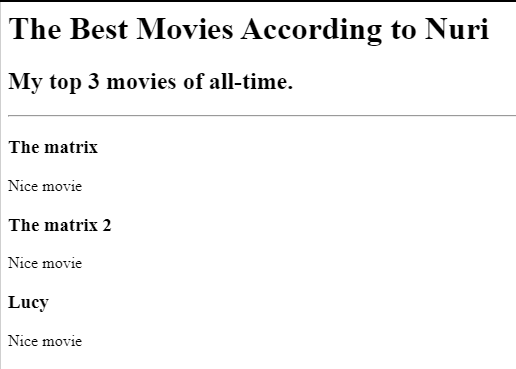 The Best Movies According to Nuri
My top 3 movies of all-time.
The matrix
Nice movie
The matrix 2
Nice movie
Lucy
Nice movie